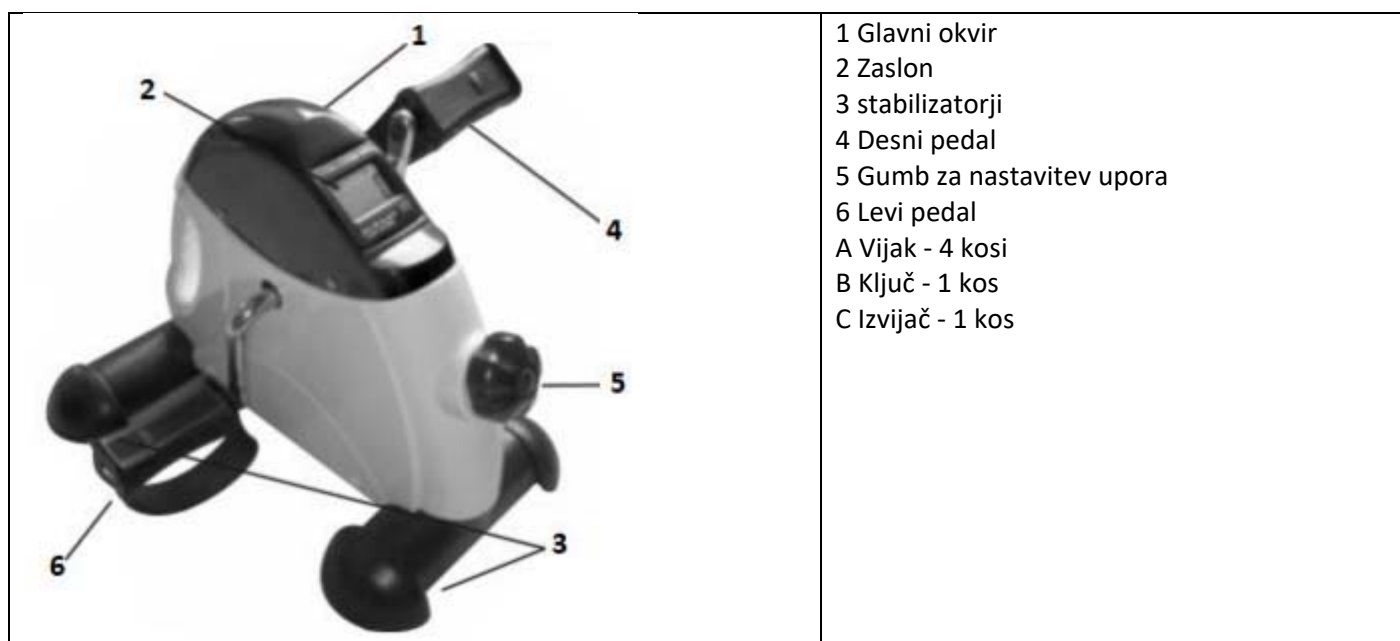 1
2
4
5
3
6
1 Glavni okvir
2 Zaslon
3 stabilizatorji
4 Desni pedal
5 Gumb za nastavitev upora
6 Levi pedal
A Vijak - 4 kosi
B Ključ - 1 kos
C Izvijač - 1 kos